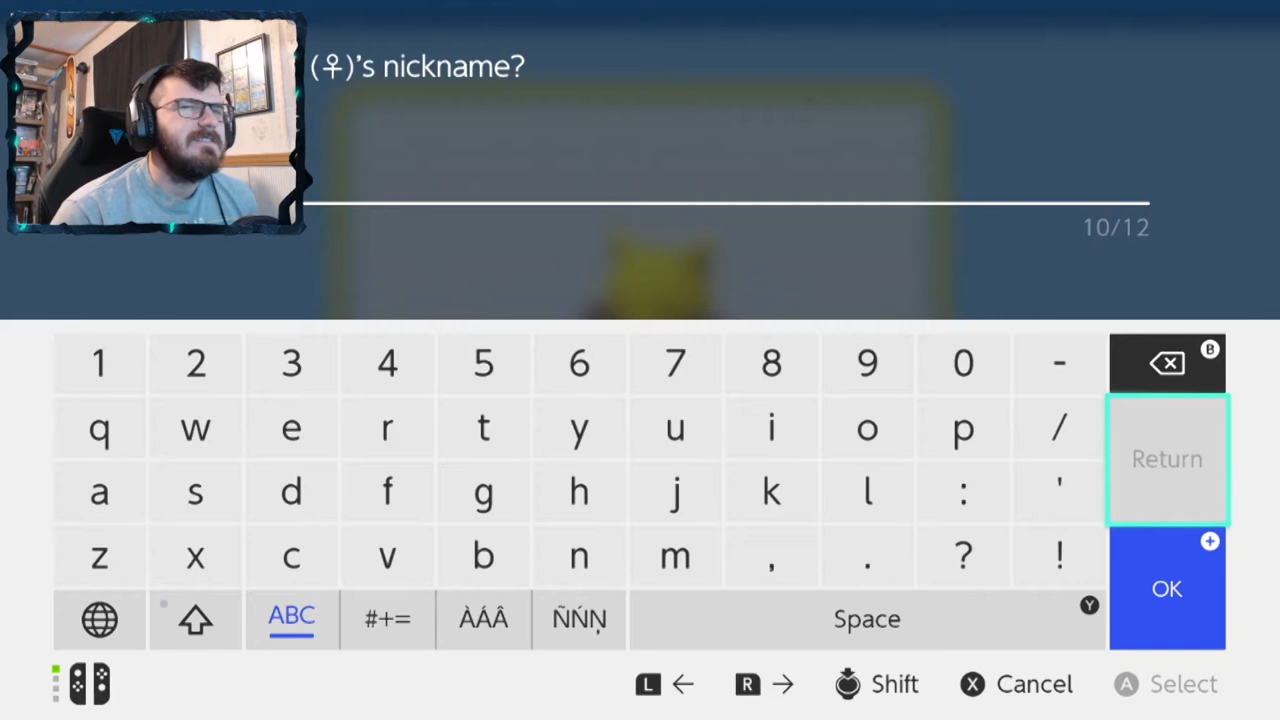 (♀)'s nickname?
10/12
1 2 3 4 5 6 7 8 9 0 -
q w e r t y u i o p /
a s d f g h j k l : '
z x c v b n m , . ? !
B
Return
OK
ABC #+= ÀÁÂ ÑŃŅ Space Y
L ← R → Shift X Cancel A Select